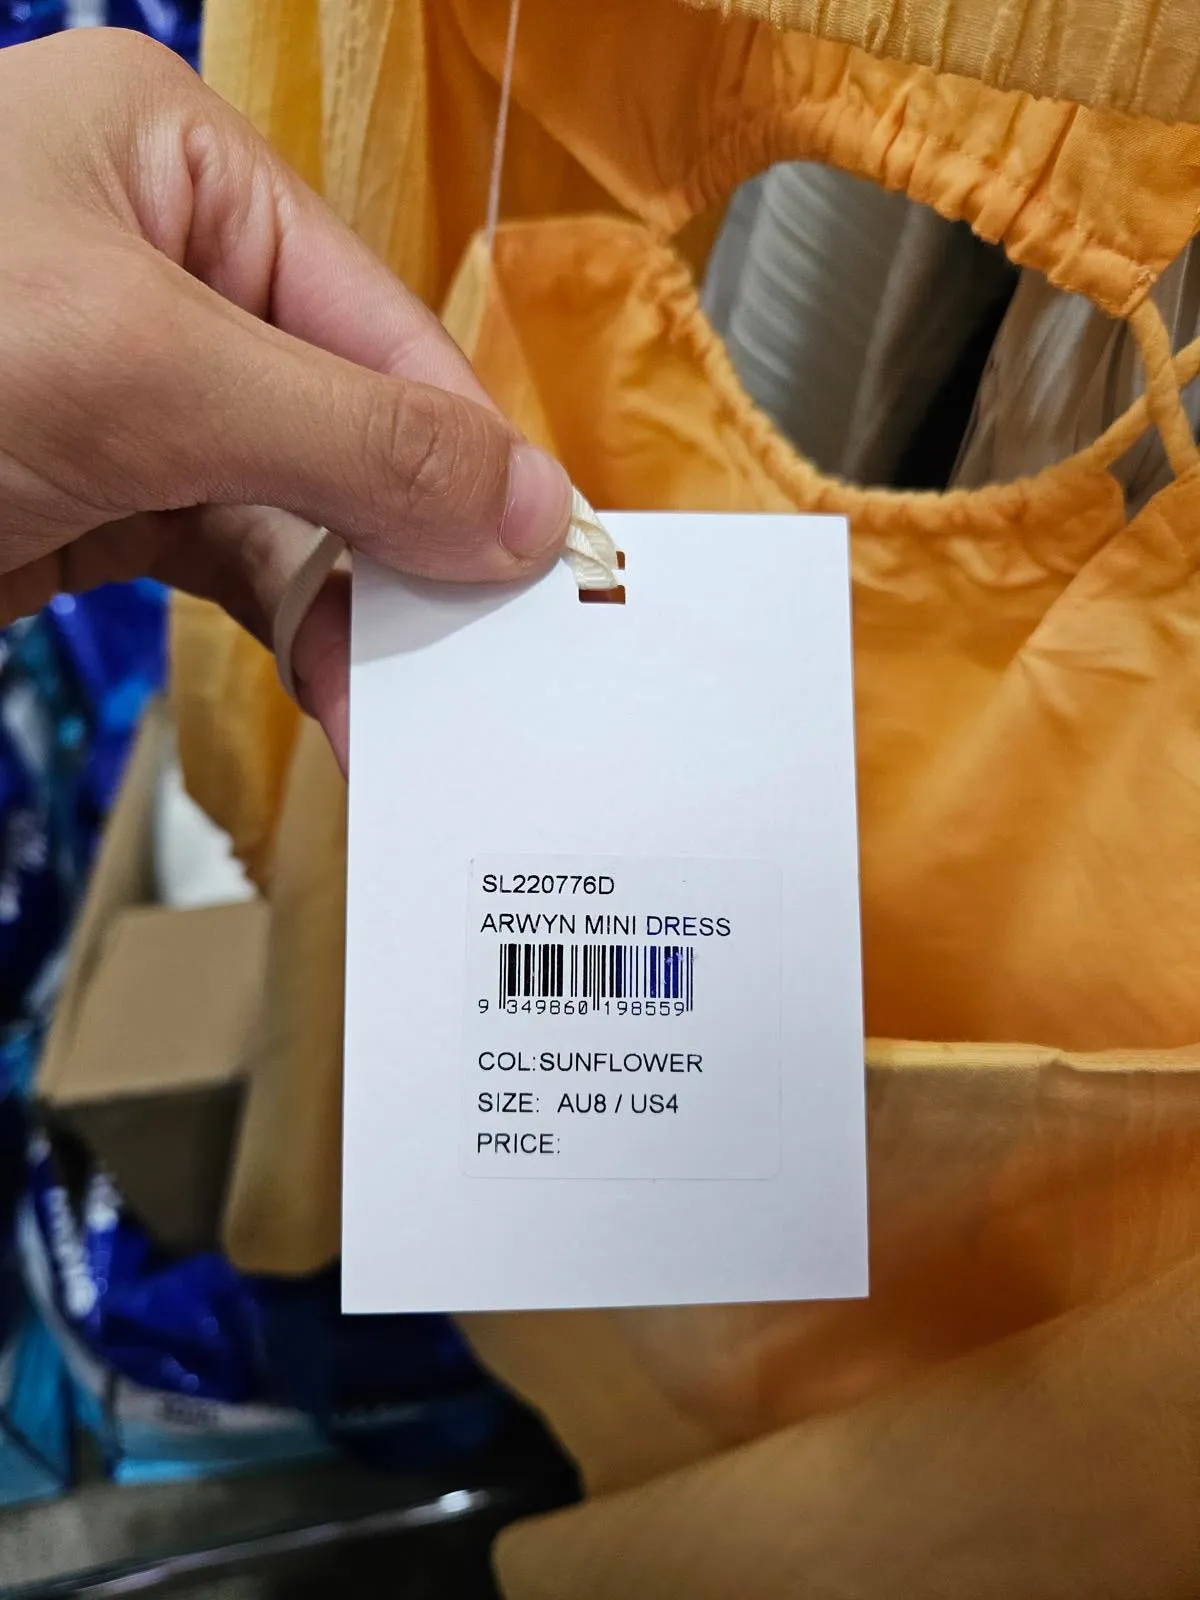 SL220776D
ARWYN MINI DRESS
9 349860 198559
COL:SUNFLOWER
SIZE: AU8 / US4
PRICE: